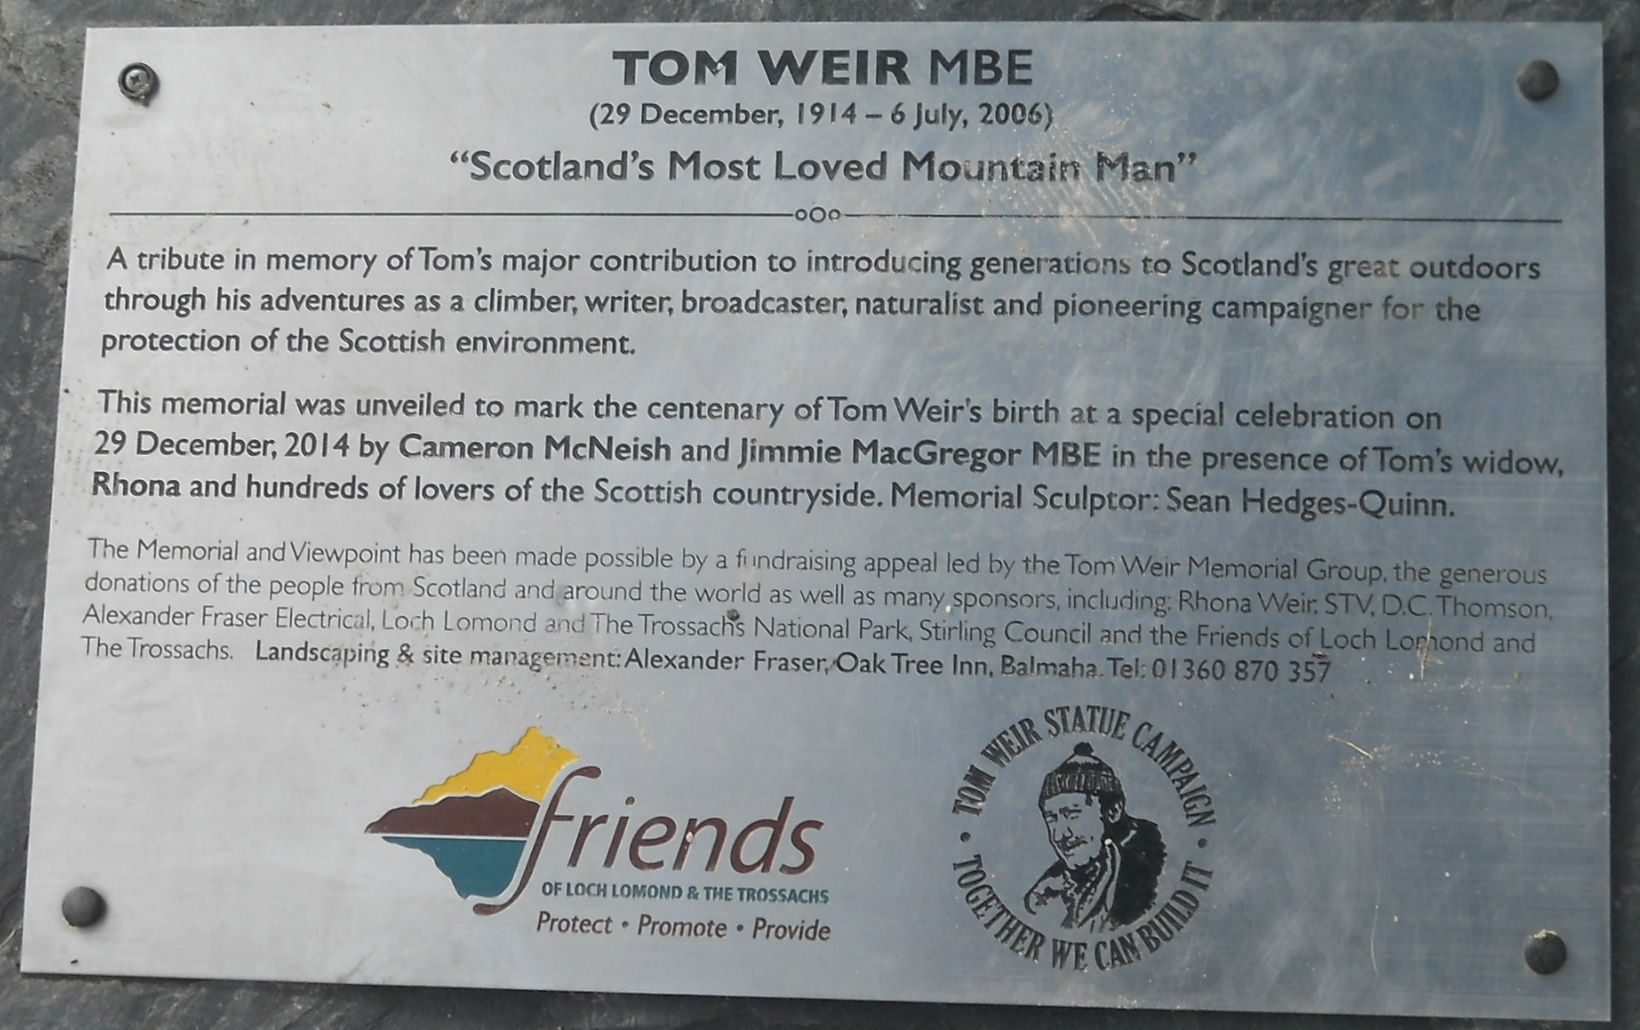 TOM WEIR MBE
(29 December, 1914 – 6 July, 2006)
“Scotland’s Most Loved Mountain Man”
A tribute in memory of Tom’s major contribution to introducing generations to Scotland’s great outdoors
through his adventures as a climber, writer, broadcaster, naturalist and pioneering campaigner for the
protection of the Scottish environment.
This memorial was unveiled to mark the centenary of Tom Weir’s birth at a special celebration on
29 December, 2014 by Cameron McNeish and Jimmie MacGregor MBE in the presence of Tom’s widow,
Rhona and hundreds of lovers of the Scottish countryside. Memorial Sculptor: Sean Hedges-Quinn.
The Memorial and Viewpoint has been made possible by a fundraising appeal led by the Tom Weir Memorial Group, the generous
donations of the people from Scotland and around the world as well as many sponsors, including: Rhona Weir, STV, D.C. Thomson,
Alexander Fraser Electrical, Loch Lomond and The Trossachs National Park, Stirling Council and the Friends of Loch Lomond and
The Trossachs. Landscaping & site management: Alexander Fraser, Oak Tree Inn, Balmaha. Tel: 01360 870 357
friends
OF LOCH LOMOND & THE TROSSACHS
Protect • Promote • Provide
TOM WEIR STATUE CAMPAIGN
• TOGETHER WE CAN BUILD IT •